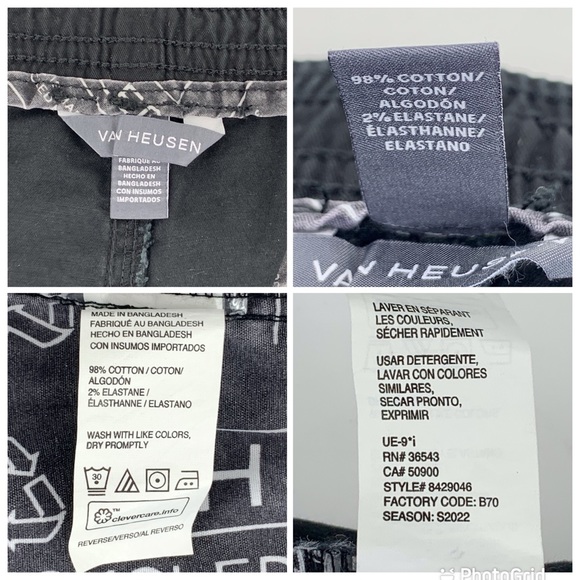 VAN HEUSEN
FABRIQUÉ AU
BANGLADESH
HECHO EN
BANGLADESH
CON INSUMOS
IMPORTADOS
98% COTTON/
COTON/
ALGODÓN
2% ELASTANE/
ÉLASTHANNE/
ELASTANO
VAN HEUSEN
MADE IN BANGLADESH
FABRIQUÉ AU BANGLADESH
HECHO EN BANGLADESH
CON INSUMOS IMPORTADOS
98% COTTON / COTON/
ALGODÓN
2% ELASTANE /
ÉLASTHANNE / ELASTANO
WASH WITH LIKE COLORS,
DRY PROMPTLY
30
clevercare.info
REVERSE/VERSO/AL REVERSO
LAVER EN SÉPARANT
LES COULEURS,
SÉCHER RAPIDEMENT
USAR DETERGENTE,
LAVAR CON COLORES
SIMILARES,
SECAR PRONTO,
EXPRIMIR
UE-9*i
RN# 36543
CA# 50900
STYLE# 8429046
FACTORY CODE: B70
SEASON: S2022
PhotoGrid